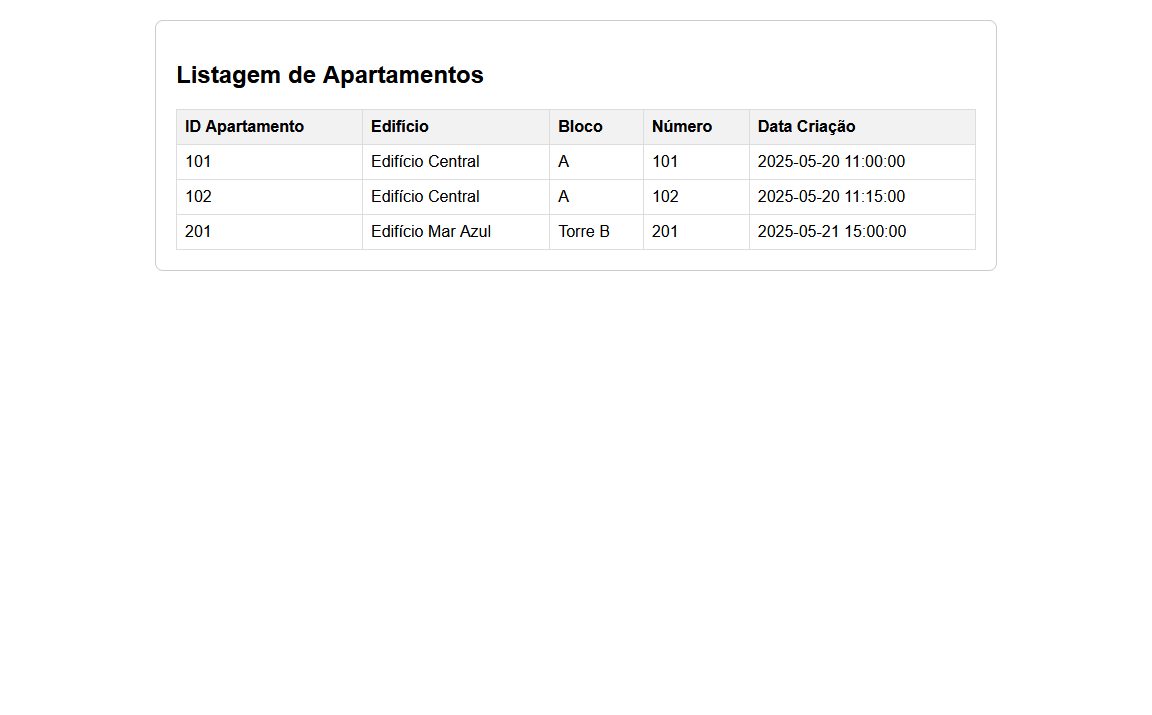 Listagem de Apartamentos
ID Apartamento Edifício Bloco Número Data Criação
101 Edifício Central A 101 2025-05-20 11:00:00
102 Edifício Central A 102 2025-05-20 11:15:00
201 Edifício Mar Azul Torre B 201 2025-05-21 15:00:00